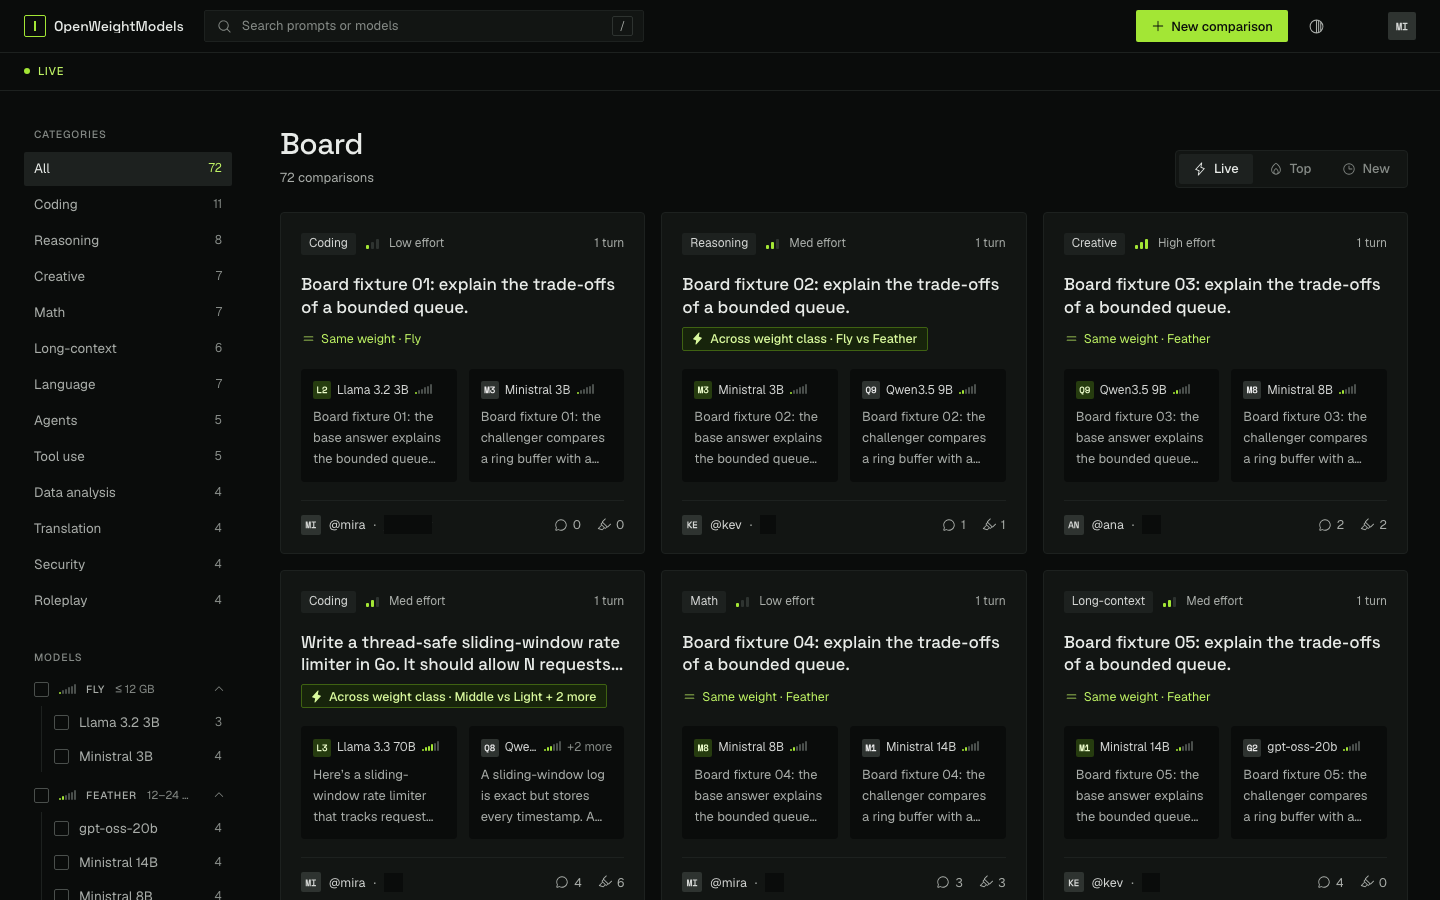 OpenWeightModels
Search prompts or models
/
New comparison
MI
LIVE
CATEGORIES
All 72
Coding 11
Reasoning 8
Creative 7
Math 7
Long-context 6
Language 7
Agents 5
Tool use 5
Data analysis 4
Translation 4
Security 4
Roleplay 4
MODELS
FLY ≤ 12 GB
Llama 3.2 3B 3
Ministral 3B 4
FEATHER 12–24 ...
gpt-oss-20b 4
Ministral 14B 4
Ministral 8B 4
Board
72 comparisons
Live Top New
Coding Low effort 1 turn
Board fixture 01: explain the trade-offs
of a bounded queue.
Same weight · Fly
L2 Llama 3.2 3B
Board fixture 01: the
base answer explains
the bounded queue…
M3 Ministral 3B
Board fixture 01: the
challenger compares
a ring buffer with a…
MI @mira · 0 0
Reasoning Med effort 1 turn
Board fixture 02: explain the trade-offs
of a bounded queue.
Across weight class · Fly vs Feather
M3 Ministral 3B
Board fixture 02: the
base answer explains
the bounded queue…
Q9 Qwen3.5 9B
Board fixture 02: the
challenger compares
a ring buffer with a…
KE @kev · 1 1
Creative High effort 1 turn
Board fixture 03: explain the trade-offs
of a bounded queue.
Same weight · Feather
Q9 Qwen3.5 9B
Board fixture 03: the
base answer explains
the bounded queue…
M8 Ministral 8B
Board fixture 03: the
challenger compares
a ring buffer with a…
AN @ana · 2 2
Coding Med effort 1 turn
Write a thread-safe sliding-window rate
limiter in Go. It should allow N requests…
Across weight class · Middle vs Light + 2 more
L3 Llama 3.3 70B
Here's a sliding-
window rate limiter
that tracks request…
Q8 Qwe… +2 more
A sliding-window log
is exact but stores
every timestamp. A…
MI @mira · 4 6
Math Low effort 1 turn
Board fixture 04: explain the trade-offs
of a bounded queue.
Same weight · Feather
M8 Ministral 8B
Board fixture 04: the
base answer explains
the bounded queue…
M1 Ministral 14B
Board fixture 04: the
challenger compares
a ring buffer with a…
MI @mira · 3 3
Long-context Med effort 1 turn
Board fixture 05: explain the trade-offs
of a bounded queue.
Same weight · Feather
M1 Ministral 14B
Board fixture 05: the
base answer explains
the bounded queue…
G2 gpt-oss-20b
Board fixture 05: the
challenger compares
a ring buffer with a…
KE @kev · 4 0